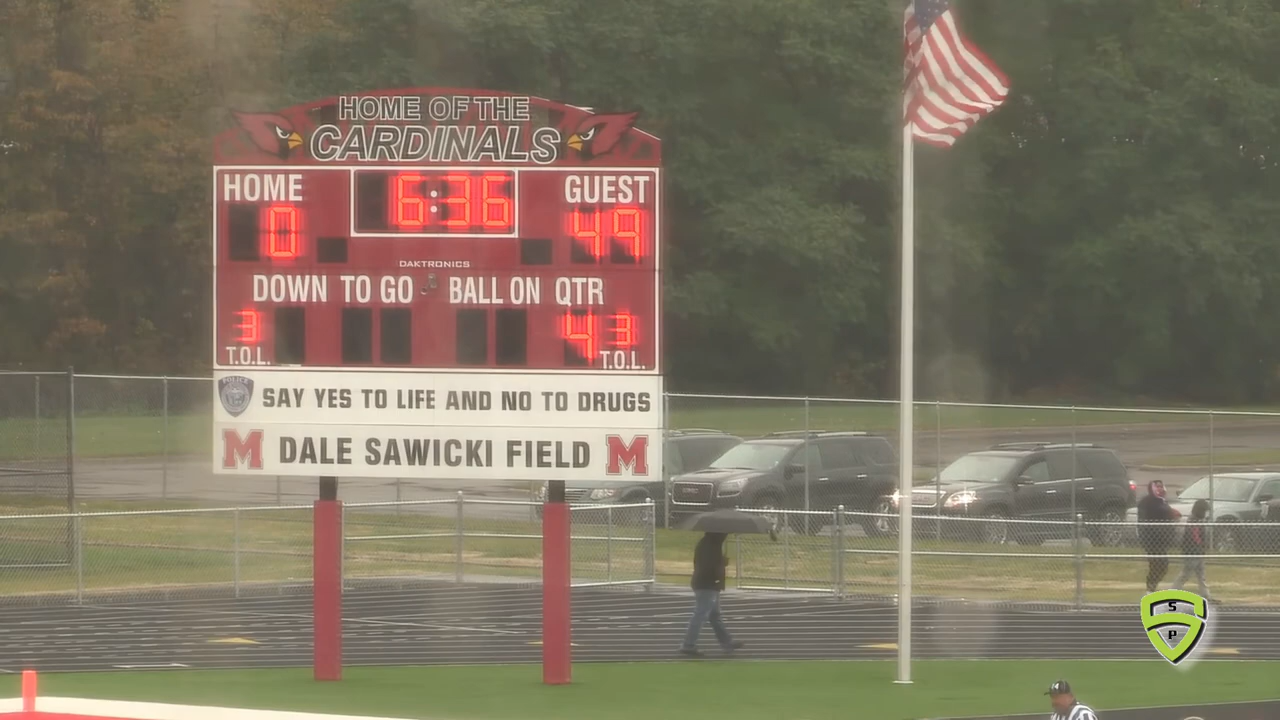 HOME OF THE
CARDINALS
HOME 6:36 GUEST
0 49
DAKTRONICS
DOWN TO GO BALL ON QTR
3 4 3
T.O.L. T.O.L.
POLICE SAY YES TO LIFE AND NO TO DRUGS
M DALE SAWICKI FIELD M
S
P